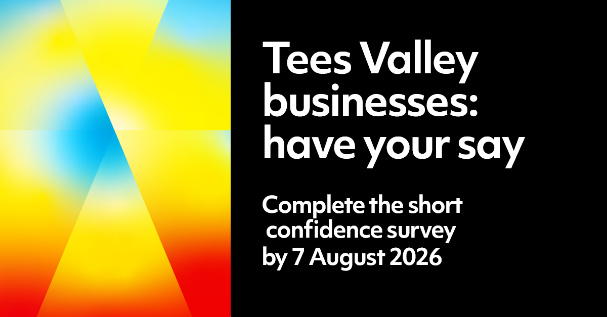 Tees Valley
businesses:
have your say
Complete the short
confidence survey
by 7 August 2026